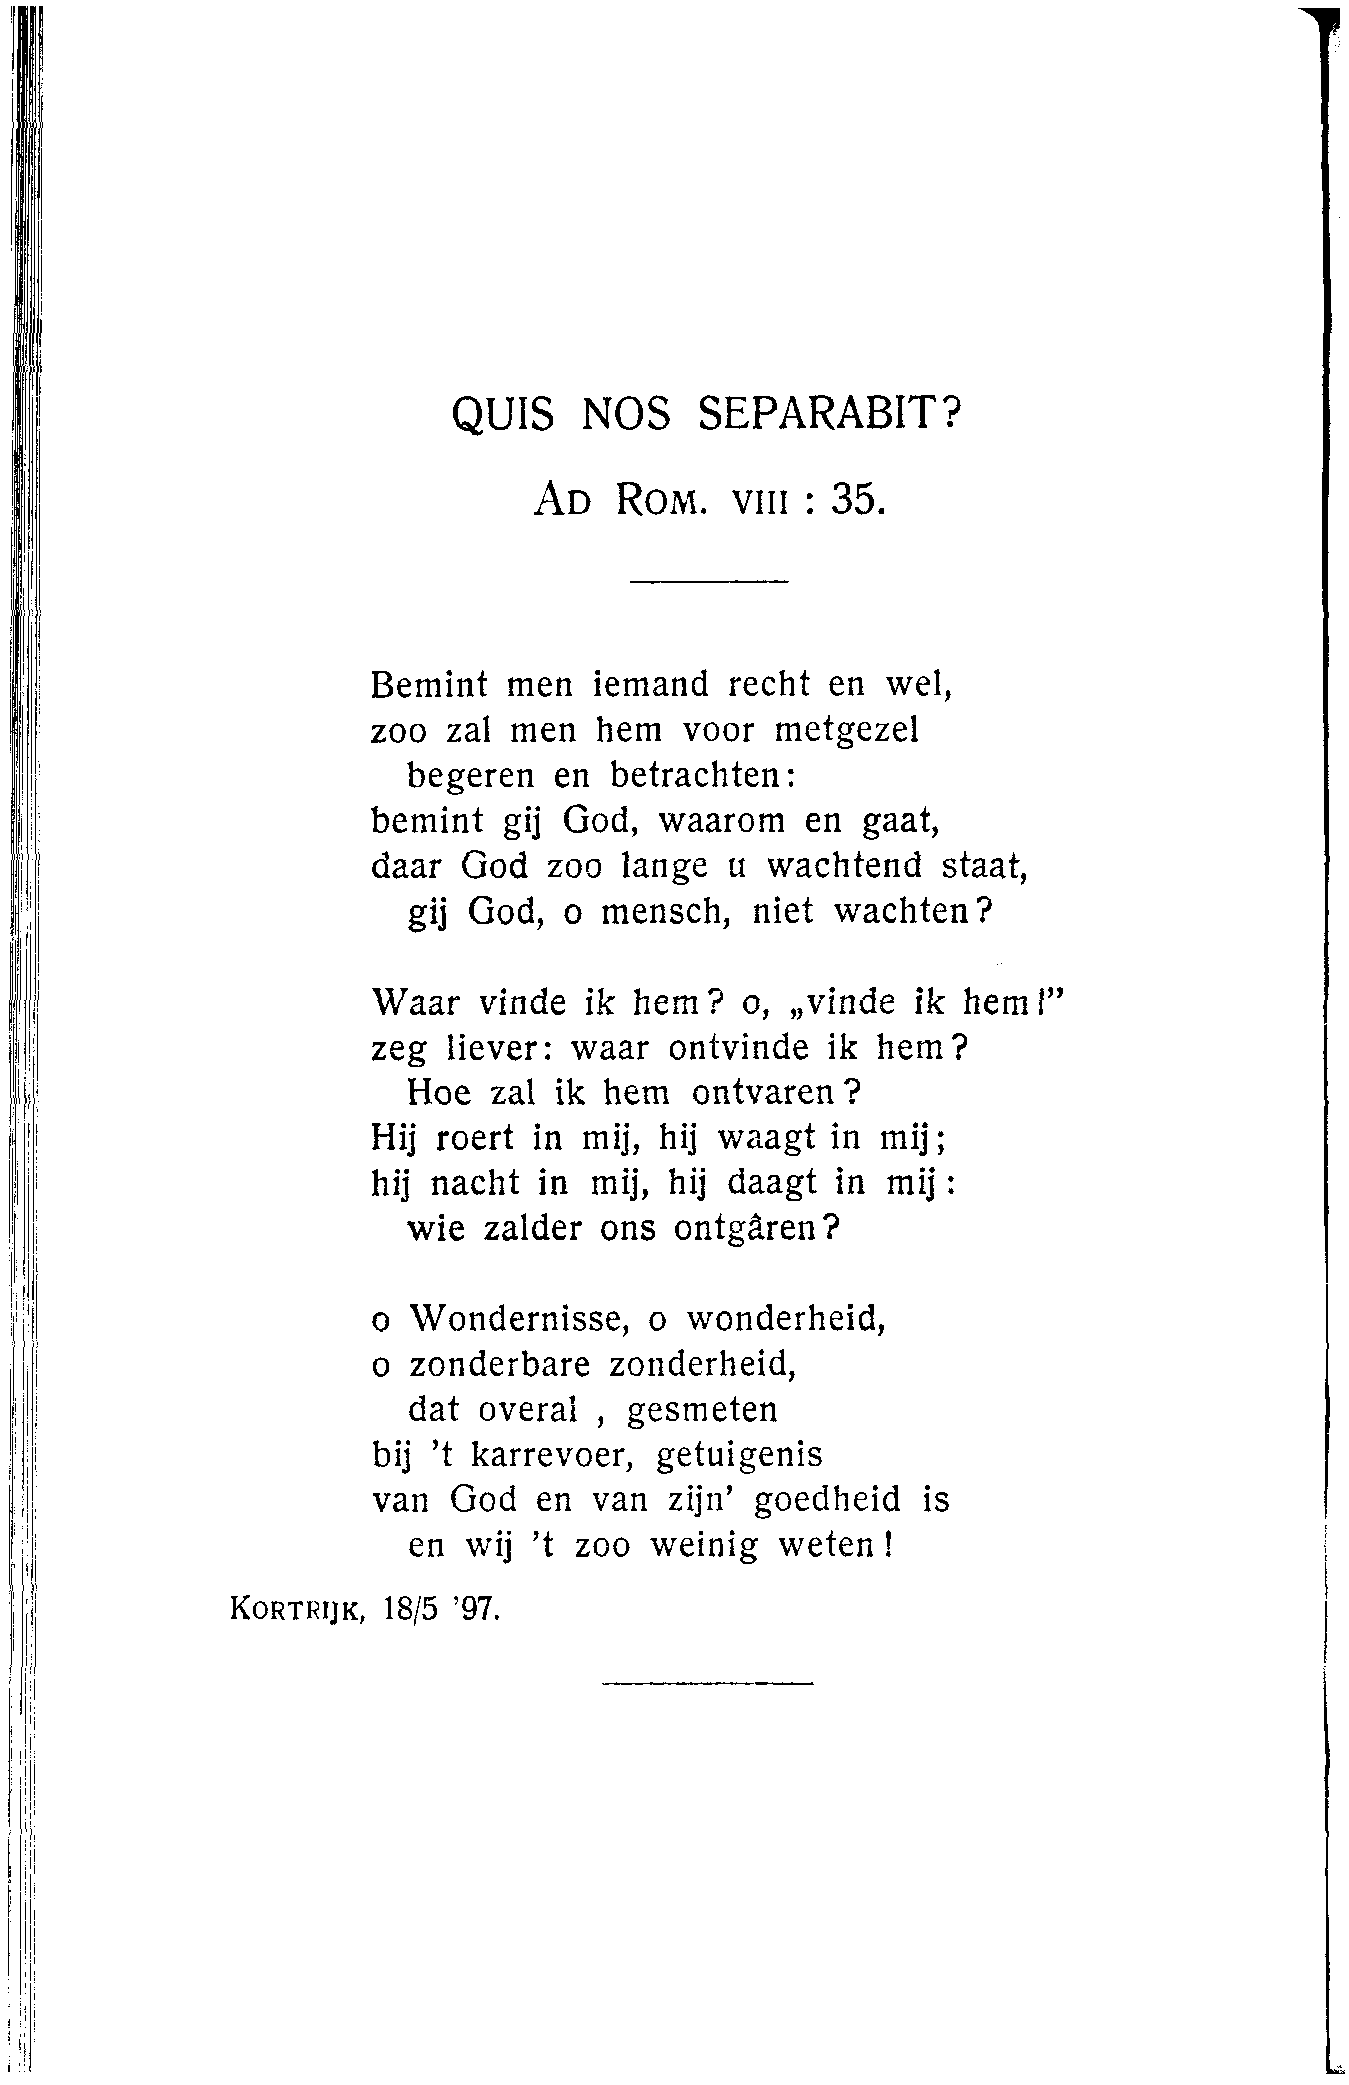 QUIS NOS SEPARABIT?
AD ROM. VIII : 35.
Bemint men iemand recht en wel,
zoo zal men hem voor metgezel
begeren en betrachten:
bemint gij God, waarom en gaat,
daar God zoo lange u wachtend staat,
gij God, o mensch, niet wachten?
Waar vinde ik hem? o, „vinde ik hem!”
zeg liever: waar ontvinde ik hem?
Hoe zal ik hem ontvaren?
Hij roert in mij, hij waagt in mij;
hij nacht in mij, hij daagt in mij:
wie zalder ons ontgâren?
o Wondernisse, o wonderheid,
o zonderbare zonderheid,
dat overal , gesmeten
bij 't karrevoer, getuigenis
van God en van zijn' goedheid is
en wij 't zoo weinig weten!
KORTRIJK, 18/5 '97.